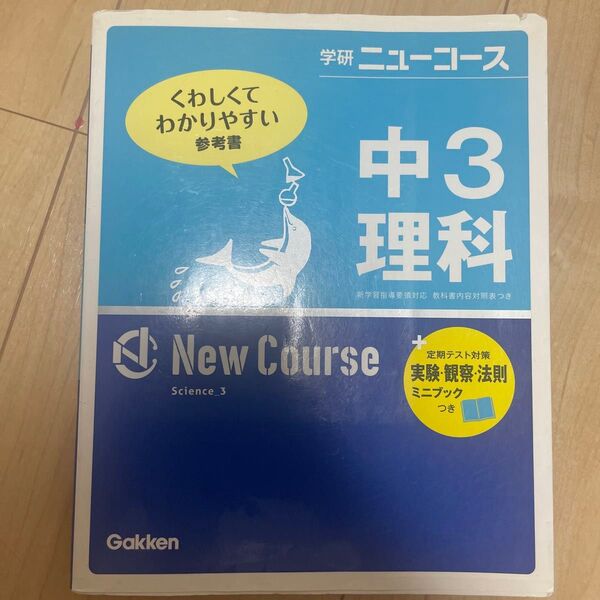 学研 ニューコース
くわしくて
わかりやすい
参考書
中3
理科
新学習指導要領対応 教科書内容対照表つき
New Course
Science_3
+
定期テスト対策
実験・観察・法則
ミニブック
つき
Gakken